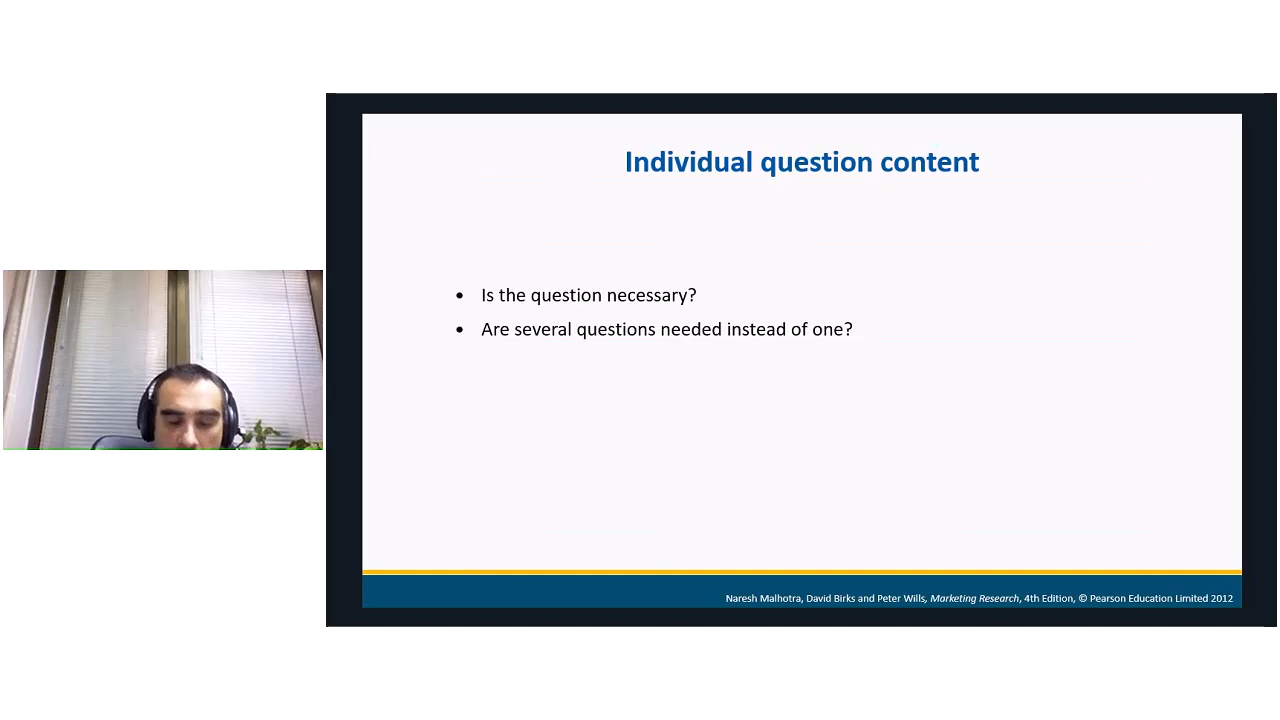 Individual question content
• Is the question necessary?
• Are several questions needed instead of one?
Naresh Malhotra, David Birks and Peter Wills, Marketing Research, 4th Edition, © Pearson Education Limited 2012